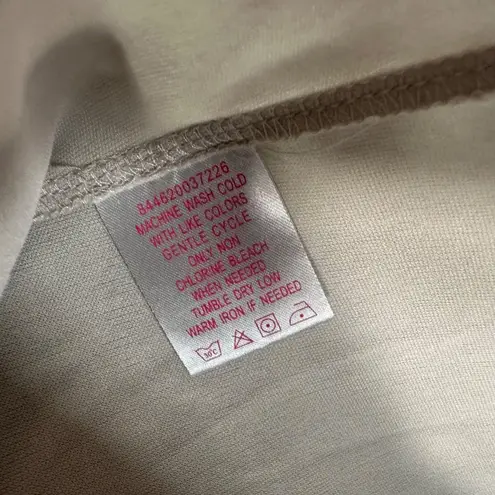 844620037226
MACHINE WASH COLD
WITH LIKE COLORS
GENTLE CYCLE
ONLY NON
CHLORINE BLEACH
WHEN NEEDED
TUMBLE DRY LOW
WARM IRON IF NEEDED
30°C